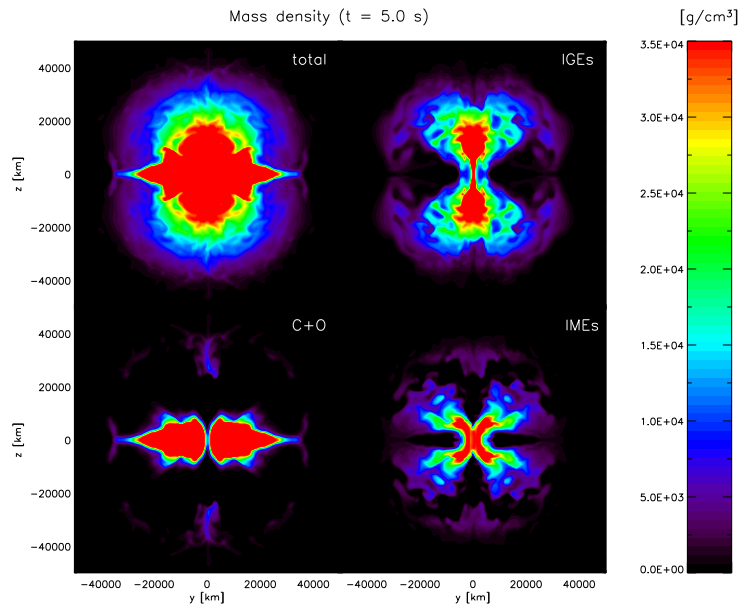 Mass density (t = 5.0 s)
[g/cm³]
total
IGEs
C+O
IMEs
40000
20000
0
−20000
−40000
z [km]
40000
20000
0
−20000
−40000
z [km]
−40000 −20000 0 20000 40000
y [km]
−40000 −20000 0 20000 40000
y [km]
3.5E+04
3.0E+04
2.5E+04
2.0E+04
1.5E+04
1.0E+04
5.0E+03
0.0E+00